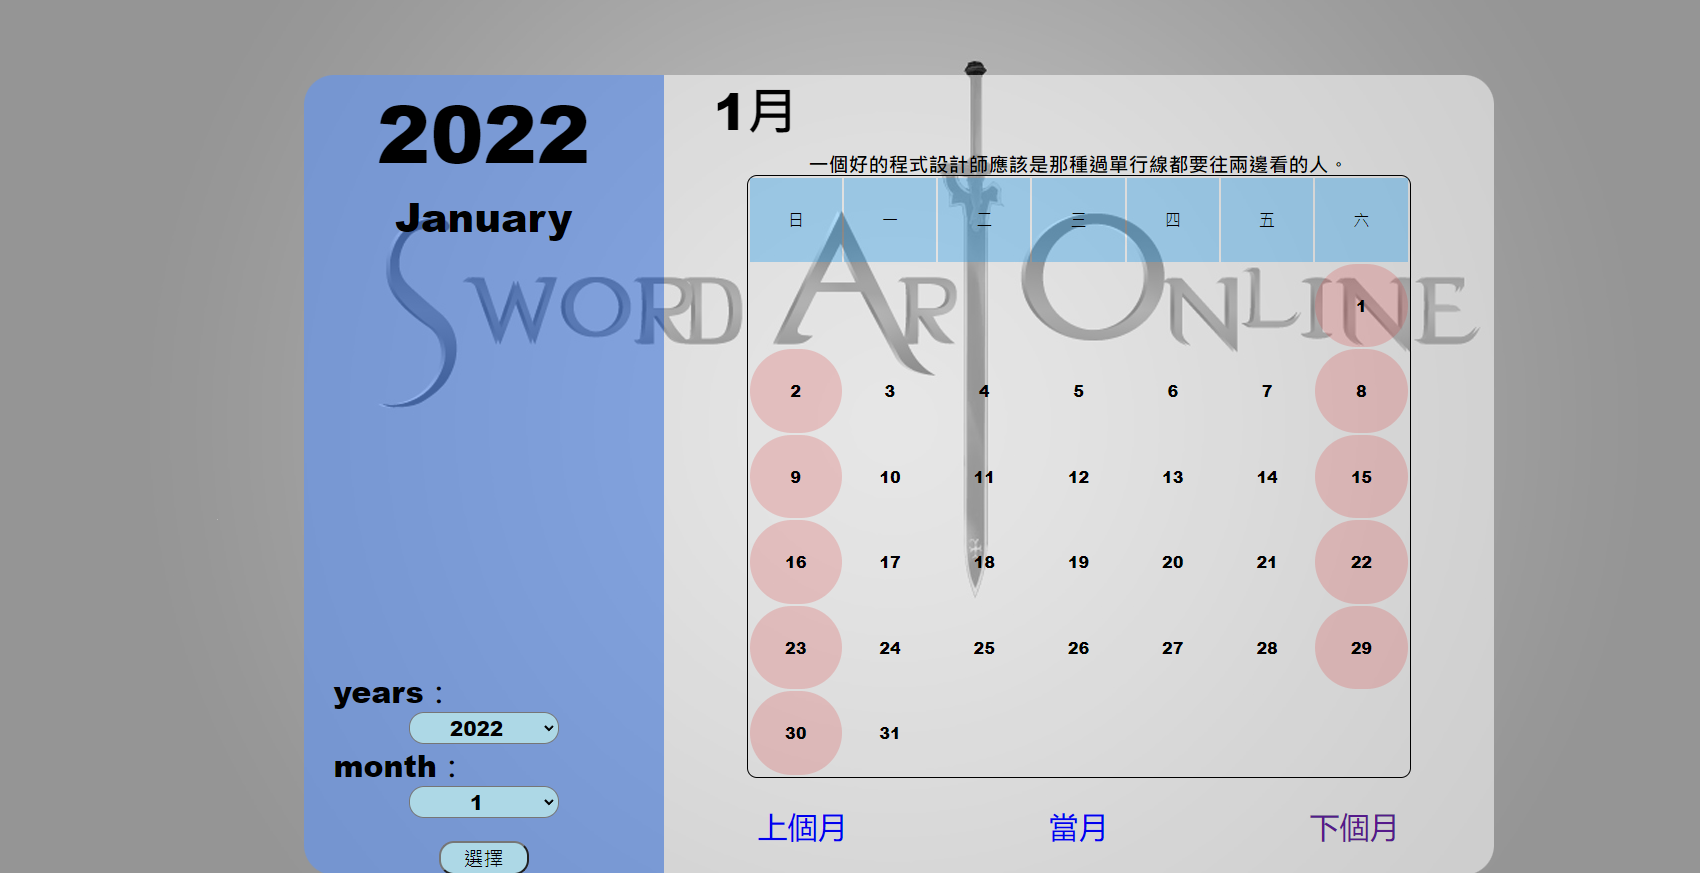 2022
January
years：
2022
month：
1
選擇
1月
一個好的程式設計師應該是那種過單行線都要往兩邊看的人。
日 一 二 三 四 五 六
SWORD ART ONLINE
1
2 3 4 5 6 7 8
9 10 11 12 13 14 15
16 17 18 19 20 21 22
23 24 25 26 27 28 29
30 31
上個月 當月 下個月